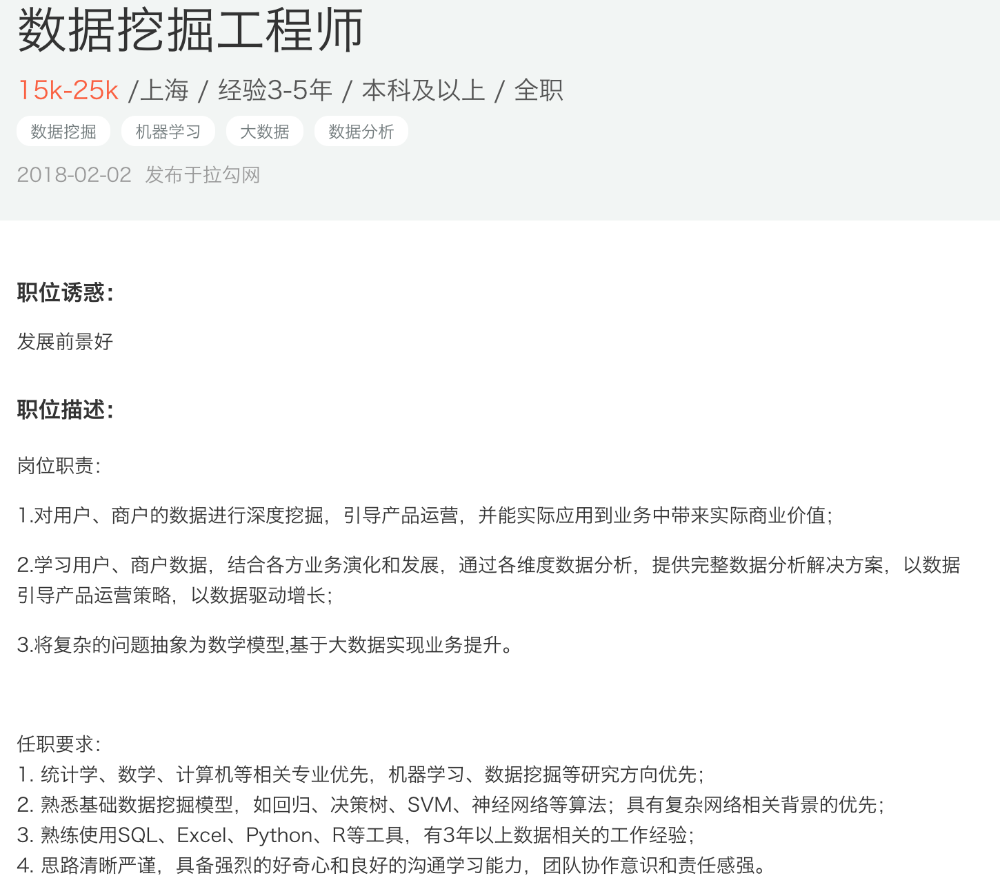 数据挖掘工程师
15k-25k /上海 / 经验3-5年 / 本科及以上 / 全职
数据挖掘 机器学习 大数据 数据分析
2018-02-02 发布于拉勾网
职位诱惑：
发展前景好
职位描述：
岗位职责：
1.对用户、商户的数据进行深度挖掘，引导产品运营，并能实际应用到业务中带来实际商业价值；
2.学习用户、商户数据，结合各方业务演化和发展，通过各维度数据分析，提供完整数据分析解决方案，以数据
引导产品运营策略，以数据驱动增长；
3.将复杂的问题抽象为数学模型,基于大数据实现业务提升。
任职要求：
1. 统计学、数学、计算机等相关专业优先，机器学习、数据挖掘等研究方向优先；
2. 熟悉基础数据挖掘模型，如回归、决策树、SVM、神经网络等算法；具有复杂网络相关背景的优先；
3. 熟练使用SQL、Excel、Python、R等工具，有3年以上数据相关的工作经验；
4. 思路清晰严谨，具备强烈的好奇心和良好的沟通学习能力，团队协作意识和责任感强。